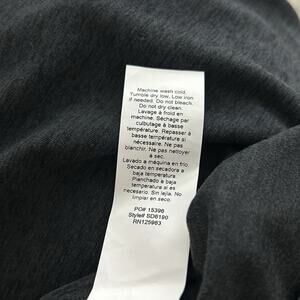 Machine wash cold.
Tumble dry low. Low iron
if needed. Do not bleach.
Do not dry clean.
Lavage à froid en
machine. Séchage par
culbutage à basse
température. Repasser à
basse température si
nécessaire. Ne pas
blanchir. Ne pas nettoyer
à sec.
Lavado a máquina en frío
Secado en secadora a
baja temperatura
Planchado a baja
temperatura si es
necesario. Sin lejía. No
limpiar en seco.
PO# 15396
Style# SD6190
RN125983